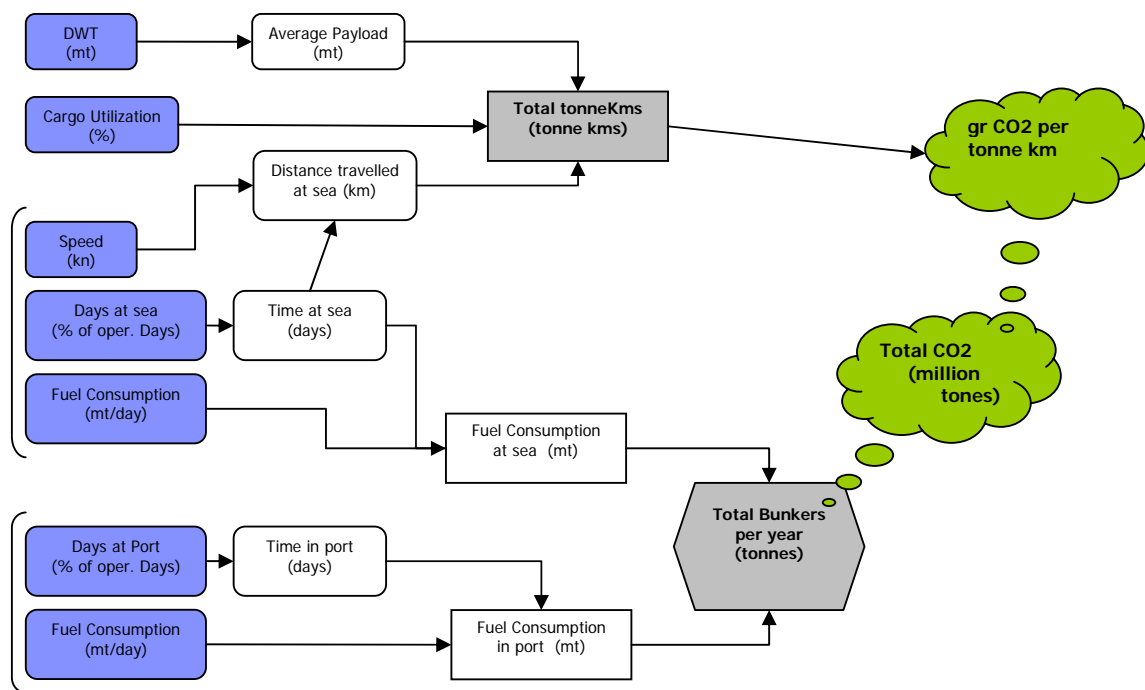 DWT
(mt)
Average Payload
(mt)
Cargo Utilization
(%)
Total tonneKms
(tonne kms)
gr CO2 per
tonne km
Distance travelled
at sea (km)
Speed
(kn)
Days at sea
(% of oper. Days)
Time at sea
(days)
Total CO2
(million
tones)
Fuel Consumption
(mt/day)
Fuel Consumption
at sea (mt)
Total Bunkers
per year
(tonnes)
Days at Port
(% of oper. Days)
Time in port
(days)
Fuel Consumption
(mt/day)
Fuel Consumption
in port (mt)